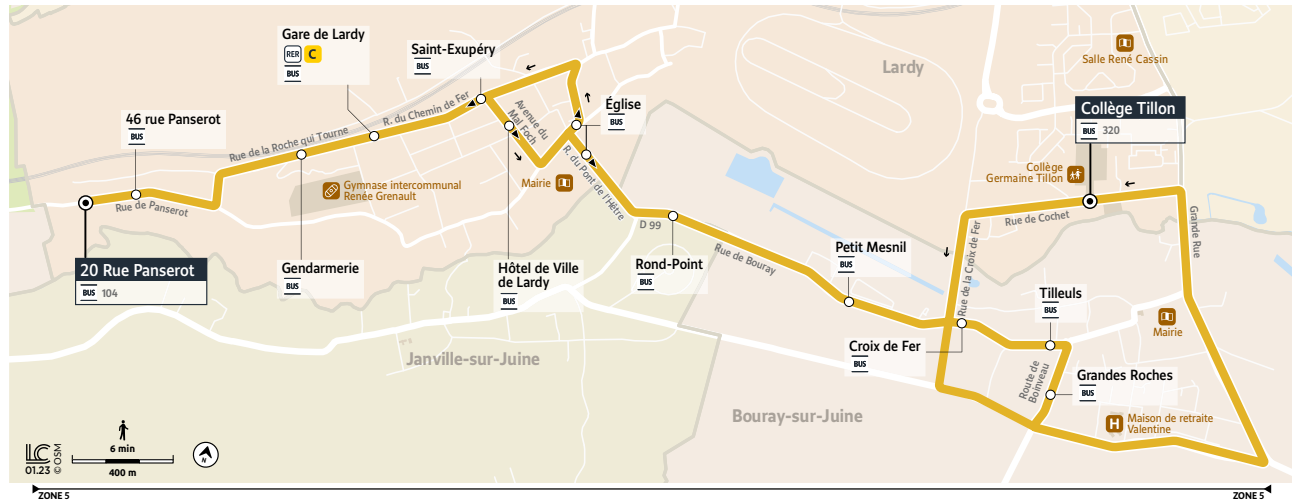 Gare de Lardy
RER C
BUS
Saint-Exupéry
BUS
Lardy
Salle René Cassin
46 rue Panserot
BUS
R. du Chemin de Fer
Rue de la Roche qui Tourne
Avenue du
Mal Foch
Église
BUS
Collège Tillon
BUS 320
Collège
Germaine Tillon
Gymnase intercommunal
Renée Grenault
Mairie
R. du Pont de l'Hêtre
Rue de Panserot
Rue de Cochet
Grande Rue
D 99
Rue de Bouray
Rue de la Croix de Fer
20 Rue Panserot
BUS 104
Gendarmerie
BUS
Hôtel de Ville
de Lardy
BUS
Rond-Point
BUS
Petit Mesnil
BUS
Tilleuls
BUS
Mairie
Croix de Fer
BUS
Janville-sur-Juine
Route de
Boinveau
Grandes Roches
BUS
Bouray-sur-Juine
H
Maison de retraite
Valentine
LC
01.23
© OSM
6 min
400 m
N
ZONE 5
ZONE 5